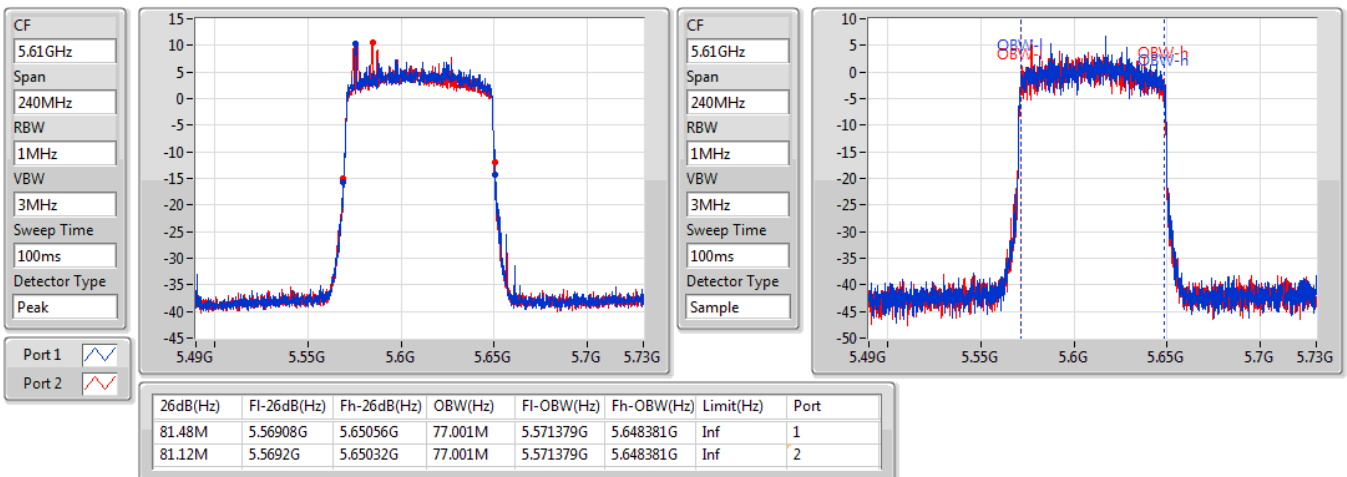 CF
5.61GHz
Span
240MHz
RBW
1MHz
VBW
3MHz
Sweep Time
100ms
Detector Type
Peak
Port 1
Port 2
15
10
5
0
-5
-10
-15
-20
-25
-30
-35
-40
-45
5.49G 5.55G 5.6G 5.65G 5.7G 5.73G
CF
5.61GHz
Span
240MHz
RBW
1MHz
VBW
3MHz
Sweep Time
100ms
Detector Type
Sample
10
5
0
-5
-10
-15
-20
-25
-30
-35
-40
-45
-50
OBW-l
OBW-l
OBW-h
OBW-h
5.49G 5.55G 5.6G 5.65G 5.7G 5.73G
26dB(Hz) Fl-26dB(Hz) Fh-26dB(Hz) OBW(Hz) Fl-OBW(Hz) Fh-OBW(Hz) Limit(Hz) Port
81.48M 5.56908G 5.65056G 77.001M 5.571379G 5.648381G Inf 1
81.12M 5.5692G 5.65032G 77.001M 5.571379G 5.648381G Inf 2